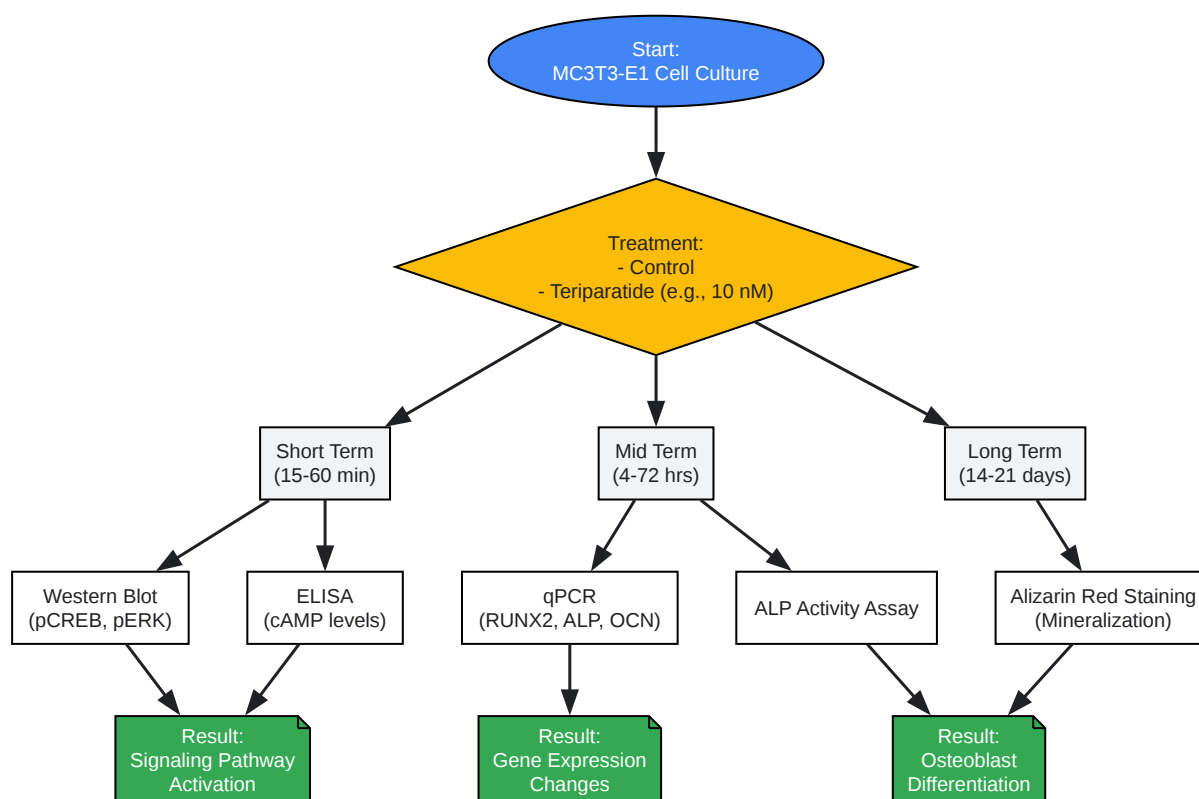 Start:
MC3T3-E1 Cell Culture
Treatment:
- Control
- Teriparatide (e.g., 10 nM)
Short Term
(15-60 min)
Mid Term
(4-72 hrs)
Long Term
(14-21 days)
Western Blot
(pCREB, pERK)
ELISA
(cAMP levels)
qPCR
(RUNX2, ALP, OCN)
ALP Activity Assay
Alizarin Red Staining
(Mineralization)
Result:
Signaling Pathway
Activation
Result:
Gene Expression
Changes
Result:
Osteoblast
Differentiation